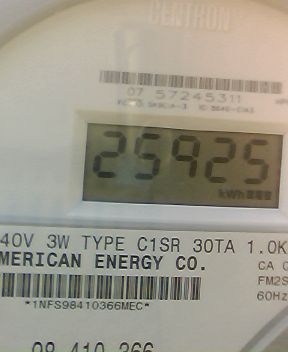 CENTRON
07 57245311
25925
kWh
40V 3W TYPE C1SR 30TA 1.0K
MERICAN ENERGY CO.
CA 0
FM2S
60Hz
*1NFS98410366MEC*
98 410 366